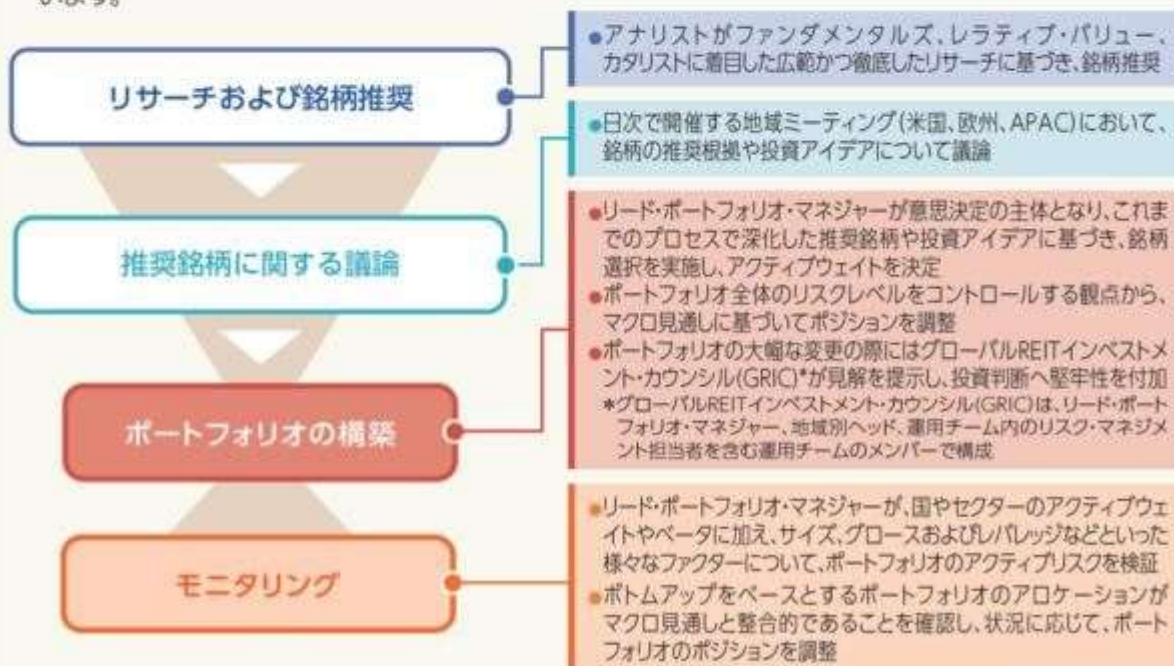 います。
リサーチおよび銘柄推奨
●アナリストがファンダメンタルズ、レラティブ・バリュー、
カタリストに着目した広範かつ徹底したリサーチに基づき、銘柄推奨
推奨銘柄に関する議論
●日次で開催する地域ミーティング(米国、欧州、APAC)において、
銘柄の推奨根拠や投資アイデアについて議論
ポートフォリオの構築
●リード・ポートフォリオ・マネジャーが意思決定の主体となり、これま
でのプロセスで深化した推奨銘柄や投資アイデアに基づき、銘柄
選択を実施し、アクティブウェイトを決定
●ポートフォリオ全体のリスクレベルをコントロールする観点から、
マクロ見通しに基づいてポジションを調整
●ポートフォリオの大幅な変更の際にはグローバルREITインベストメ
ント・カウンシル(GRIC)*が見解を提示し、投資判断へ堅牢性を付加
*グローバルREITインベストメント・カウンシル(GRIC)は、リード・ポート
フォリオ・マネジャー、地域別ヘッド、運用チーム内のリスク・マネジメ
ント担当者を含む運用チームのメンバーで構成
モニタリング
●リード・ポートフォリオ・マネジャーが、国やセクターのアクティブウェ
イトやベータに加え、サイズ、グロースおよびレバレッジなどといった
様々なファクターについて、ポートフォリオのアクティブリスクを検証
●ボトムアップをベースとするポートフォリオのアロケーションが
マクロ見通しと整合的であることを確認し、状況に応じて、ポート
フォリオのポジションを調整